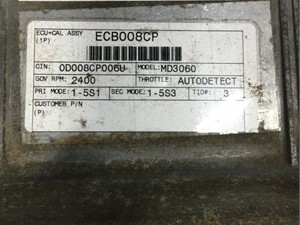 ECU+CAL ASSY
(1P)
ECB008CP
CIN: 0D008CP006U MODEL: MD3060
GOV RPM: 2400 THROTTLE: AUTODETECT
PRI MODE: 1-5S1 SEC MODE: 1-5S3 TID#: 3
CUSTOMER P/N
(P)